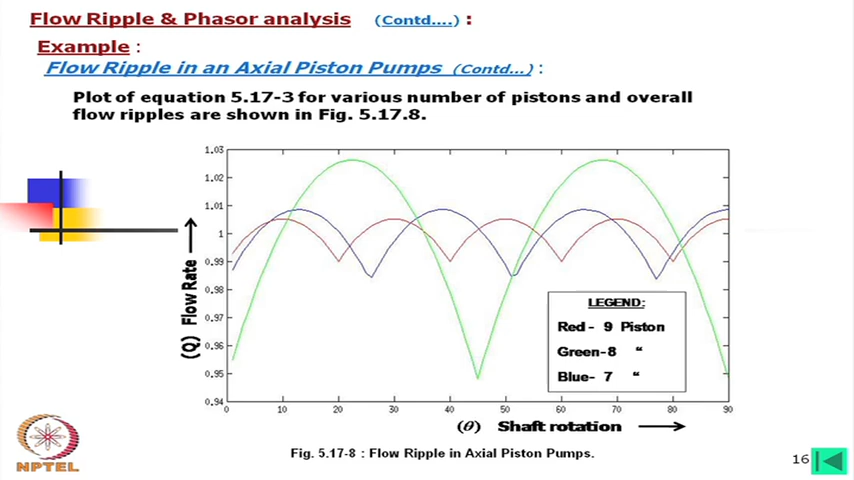 Flow Ripple & Phasor analysis (Contd....) :
Example :
Flow Ripple in an Axial Piston Pumps (Contd...) :
Plot of equation 5.17-3 for various number of pistons and overall
flow ripples are shown in Fig. 5.17.8.
1.03
1.02
1.01
1
0.99
0.98
0.97
0.96
0.95
0.94
(Q) Flow Rate
0 10 20 30 40 50 60 70 80 90
LEGEND:
Red- 9 Piston
Green-8 “
Blue- 7 “
(θ) Shaft rotation
Fig. 5.17-8 : Flow Ripple in Axial Piston Pumps.
NPTEL
16